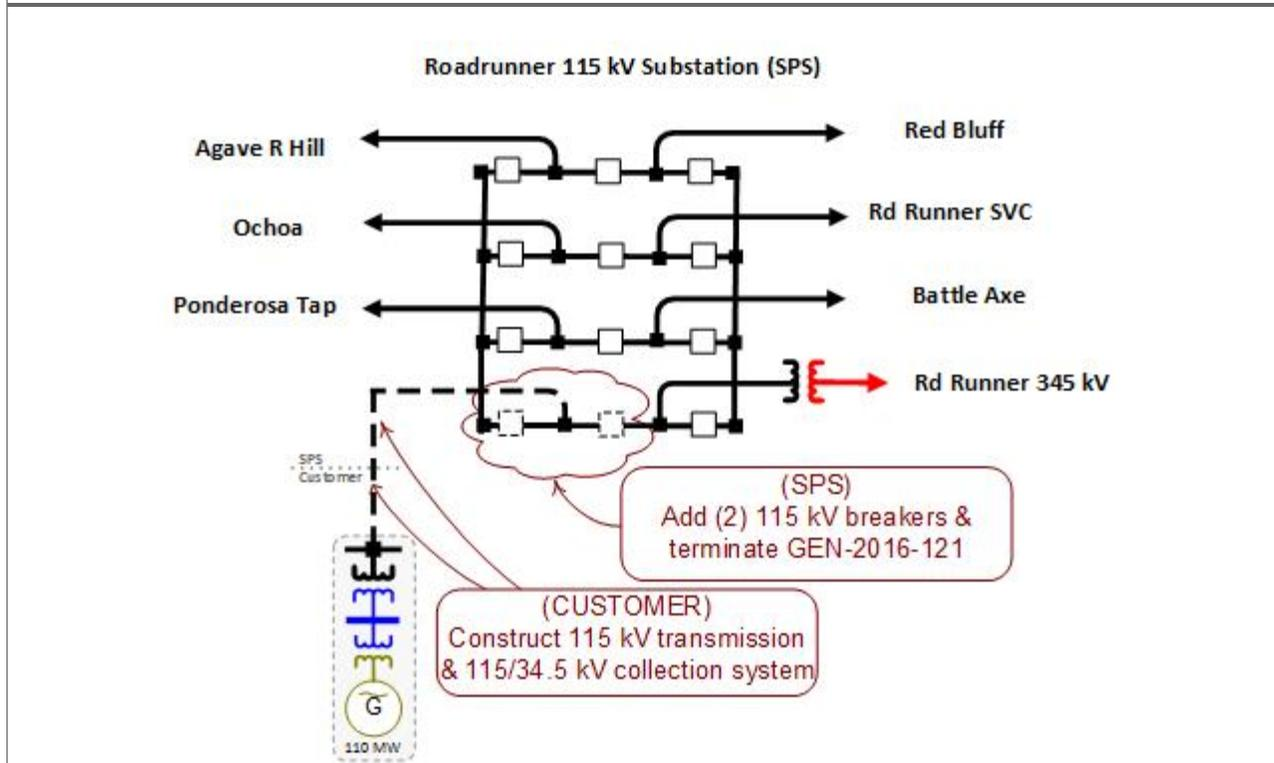 Roadrunner 115 kV Substation (SPS)
Agave R Hill
Red Bluff
Ochoa
Rd Runner SVC
Ponderosa Tap
Battle Axe
Rd Runner 345 kV
SPS
Customer
(SPS)
Add (2) 115 kV breakers &
terminate GEN-2016-121
(CUSTOMER)
Construct 115 kV transmission
& 115/34.5 kV collection system
G
110 MW